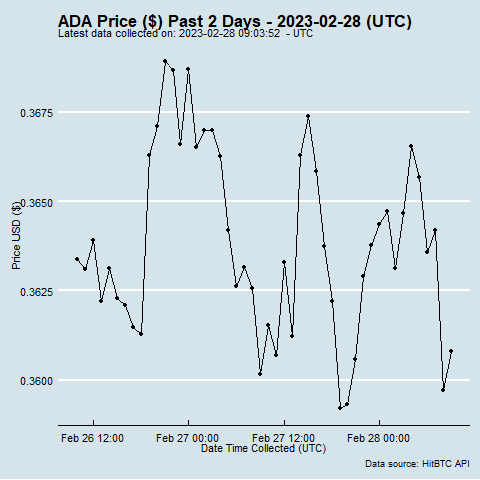 ADA Price ($) Past 2 Days - 2023-02-28 (UTC)
Latest data collected on: 2023-02-28 09:03:52  - UTC
0.3675
0.3650
0.3625
0.3600
Price USD ($)
Feb 26 12:00
Feb 27 00:00
Feb 27 12:00
Feb 28 00:00
Date Time Collected (UTC)
Data source: HitBTC API